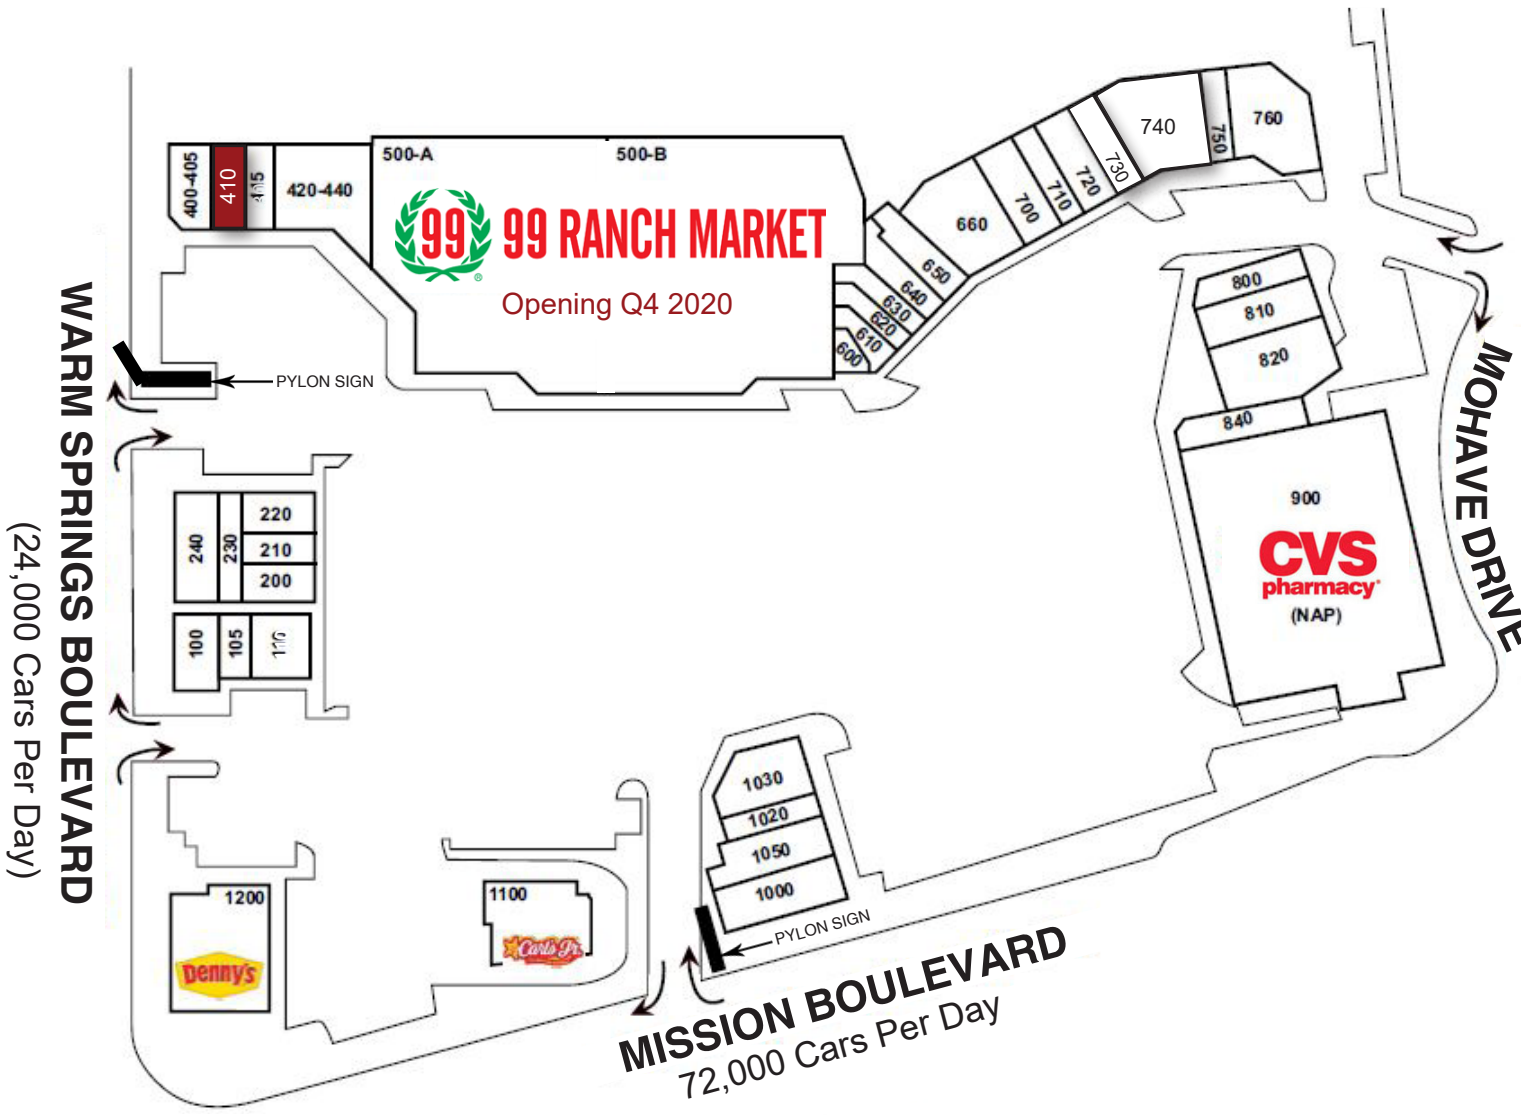 400-405
410
415
420-440
500-A
500-B
99
99 RANCH MARKET
®
Opening Q4 2020
600
610
620
630
640
650
660
700
710
720
730
740
750
760
800
810
820
840
900
CVS
pharmacy
(NAP)
PYLON SIGN
WARM SPRINGS BOULEVARD
(24,000 Cars Per Day)
MOHAVE DRIVE
240
230
220
210
200
100
105
110
1030
1020
1050
1000
PYLON SIGN
1200
Denny's
1100
Carl's Jr.
MISSION BOULEVARD
72,000 Cars Per Day